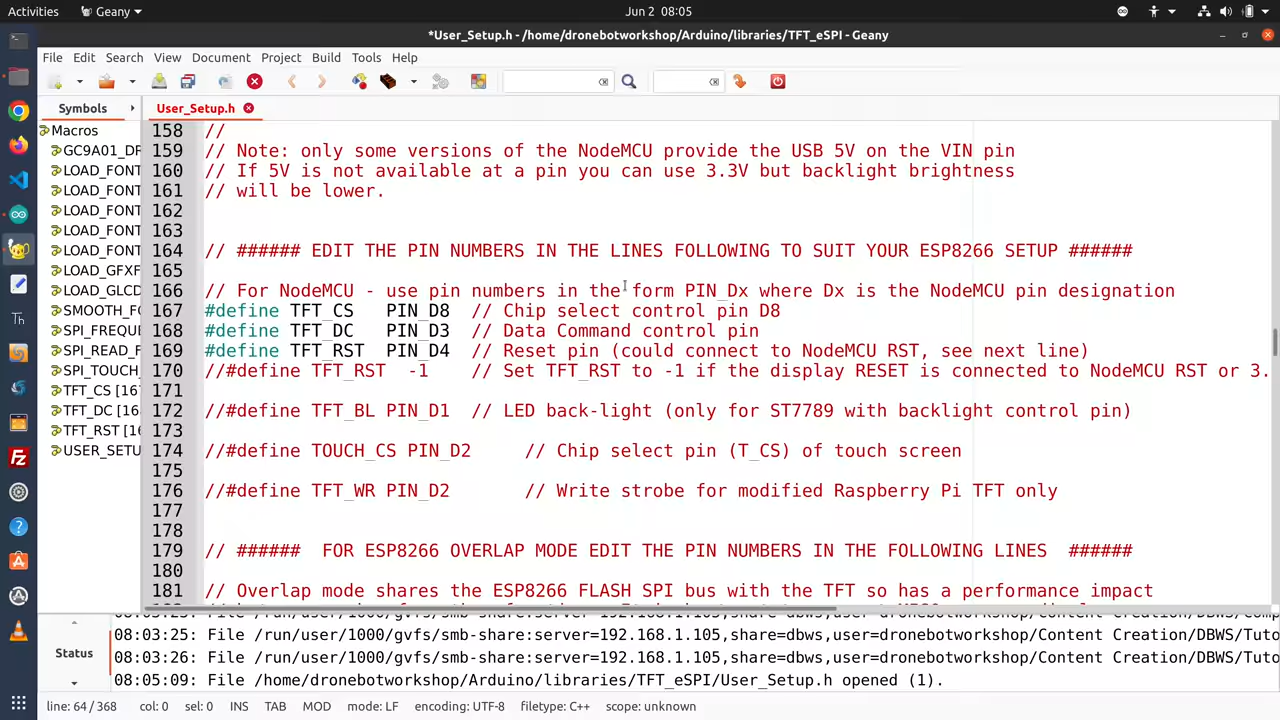 Activities
Geany
Jun 2 08:05
*User_Setup.h - /home/dronebotworkshop/Arduino/libraries/TFT_eSPI - Geany
File Edit Search View Document Project Build Tools Help
Symbols
User_Setup.h
Macros
GC9A01_DR
LOAD_FONT
LOAD_FONT
LOAD_FONT
LOAD_FONT
LOAD_FONT
LOAD_GFXF
LOAD_GLCD
SMOOTH_FO
SPI_FREQUE
SPI_READ_F
SPI_TOUCH_
TFT_CS [167
TFT_DC [168
TFT_RST [16
USER_SETU
158 //
159 // Note: only some versions of the NodeMCU provide the USB 5V on the VIN pin
160 // If 5V is not available at a pin you can use 3.3V but backlight brightness
161 // will be lower.
162
163
164 // ###### EDIT THE PIN NUMBERS IN THE LINES FOLLOWING TO SUIT YOUR ESP8266 SETUP ######
165
166 // For NodeMCU - use pin numbers in the form PIN_Dx where Dx is the NodeMCU pin designation
167 #define TFT_CS   PIN_D8  // Chip select control pin D8
168 #define TFT_DC   PIN_D3  // Data Command control pin
169 #define TFT_RST  PIN_D4  // Reset pin (could connect to NodeMCU RST, see next line)
170 //#define TFT_RST  -1    // Set TFT_RST to -1 if the display RESET is connected to NodeMCU RST or 3.
171
172 //#define TFT_BL PIN_D1  // LED back-light (only for ST7789 with backlight control pin)
173
174 //#define TOUCH_CS PIN_D2     // Chip select pin (T_CS) of touch screen
175
176 //#define TFT_WR PIN_D2       // Write strobe for modified Raspberry Pi TFT only
177
178
179 // ######  FOR ESP8266 OVERLAP MODE EDIT THE PIN NUMBERS IN THE FOLLOWING LINES  ######
180
181 // Overlap mode shares the ESP8266 FLASH SPI bus with the TFT so has a performance impact
Status
08:03:25: File /run/user/1000/gvfs/smb-share:server=192.168.1.105,share=dbws,user=dronebotworkshop/Content Creation/DBWS/Tuto
08:03:26: File /run/user/1000/gvfs/smb-share:server=192.168.1.105,share=dbws,user=dronebotworkshop/Content Creation/DBWS/Tuto
08:05:09: File /home/dronebotworkshop/Arduino/libraries/TFT_eSPI/User_Setup.h opened (1).
line: 64 / 368 col: 0 sel: 0 INS TAB MOD mode: LF encoding: UTF-8 filetype: C++ scope: unknown